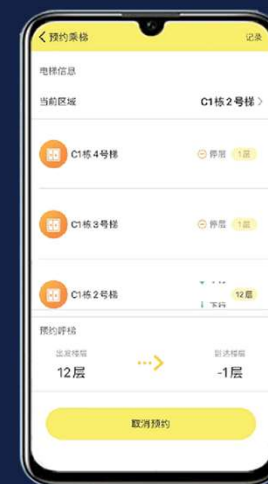 预约乘梯 记录
电梯信息
当前区域 C1栋2号梯
C1栋4号梯 停层 1层
C1栋3号梯 停层 1层
C1栋2号梯 12层
预约呼梯
出发楼层 到达楼层
12层 -1层
取消预约